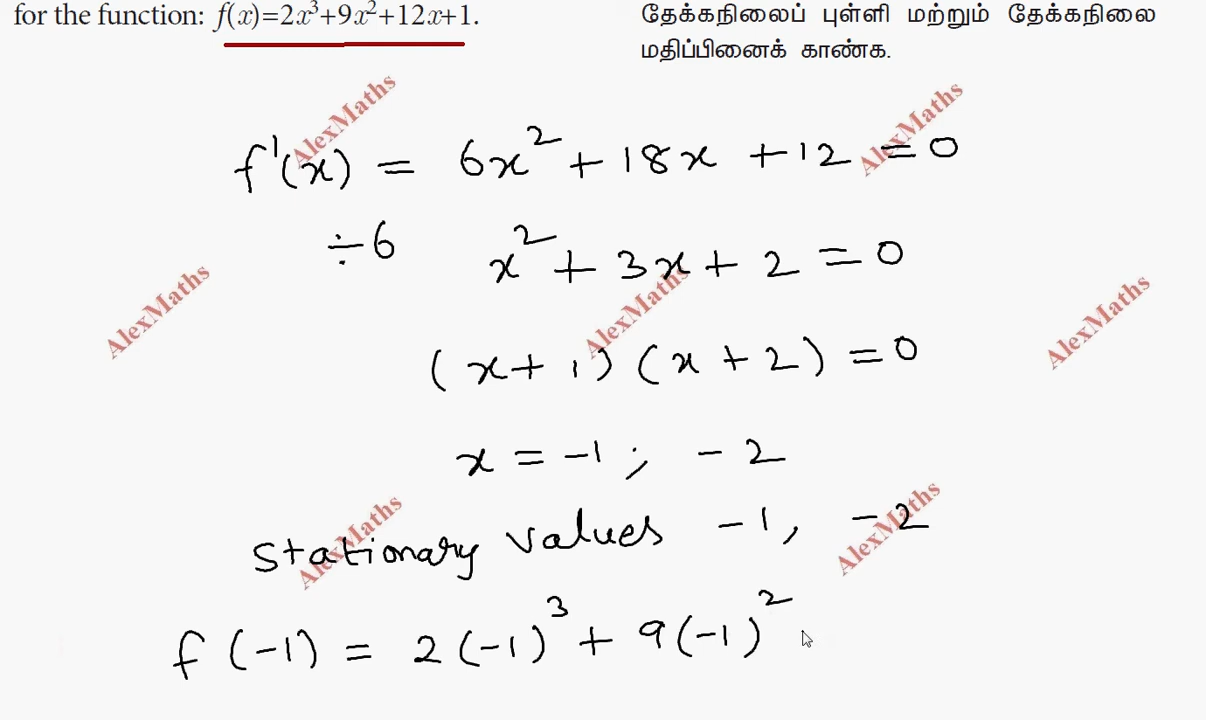 for the function: f(x)=2x³+9x²+12x+1.
தேக்கநிலைப் புள்ளி மற்றும் தேக்கநிலை
மதிப்பினைக் காண்க.
AlexMaths AlexMaths
f'(x) = 6x² + 18x + 12 = 0
÷6 x² + 3x + 2 = 0
AlexMaths AlexMaths AlexMaths
(x + 1) (x + 2) = 0
x = -1 ; -2
stationary values -1, -2
AlexMaths AlexMaths
f(-1) = 2(-1)³ + 9(-1)²